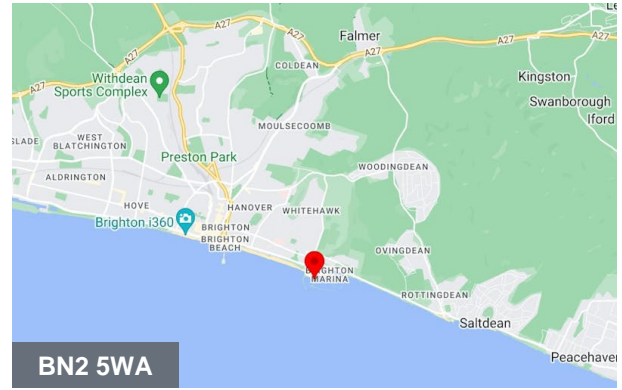 A27
A27
A27
A27
Le
Falmer
COLDEAN
Withdean
Sports Complex
Kingston
Swanborough
Iford
MOULSECOOMB
SLADE
WEST
BLATCHINGTON
Preston Park
WOODINGDEAN
ALDRINGTON
HOVE
HANOVER
WHITEHAWK
Brighton i360
BRIGHTON
BRIGHTON
BEACH
OVINGDEAN
BRIGHTON
MARINA
ROTTINGDEAN
Saltdean
Peacehaven
BN2 5WA